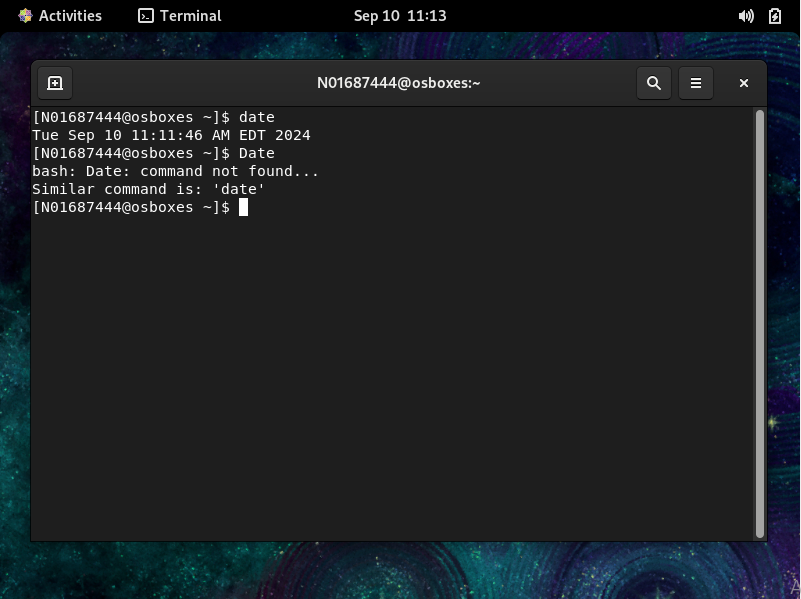 Activities Terminal Sep 10 11:13
N01687444@osboxes:~
[N01687444@osboxes ~]$ date
Tue Sep 10 11:11:46 AM EDT 2024
[N01687444@osboxes ~]$ Date
bash: Date: command not found...
Similar command is: 'date'
[N01687444@osboxes ~]$